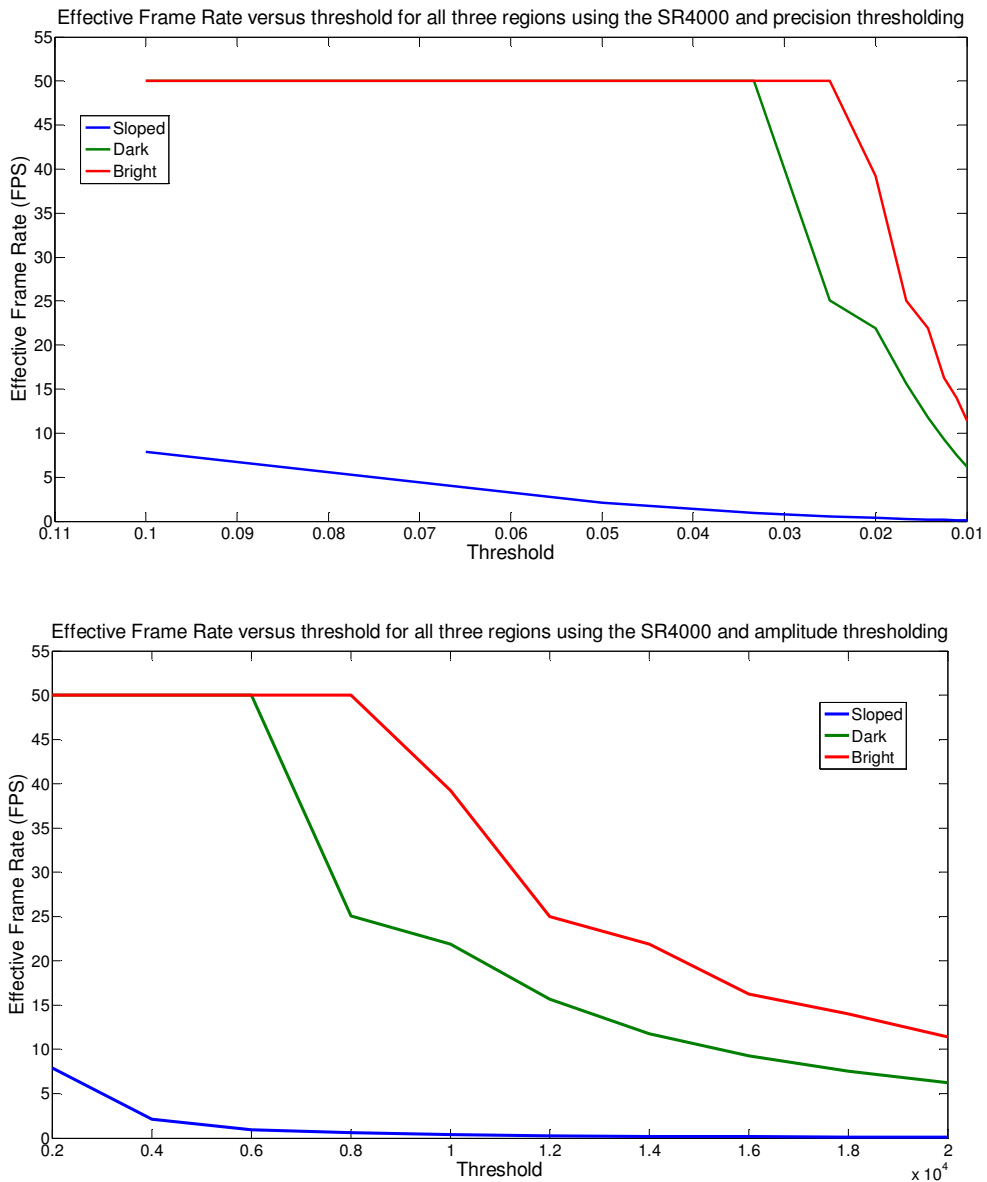 Effective Frame Rate versus threshold for all three regions using the SR4000 and precision thresholding
55
50
45
40
35
30
25
20
15
10
5
0
Effective Frame Rate (FPS)
Sloped
Dark
Bright
0.11 0.1 0.09 0.08 0.07 0.06 0.05 0.04 0.03 0.02 0.01
Threshold
Effective Frame Rate versus threshold for all three regions using the SR4000 and amplitude thresholding
55
50
45
40
35
30
25
20
15
10
5
0
Effective Frame Rate (FPS)
Sloped
Dark
Bright
0.2 0.4 0.6 0.8 1 1.2 1.4 1.6 1.8 2
Threshold
x 10^4